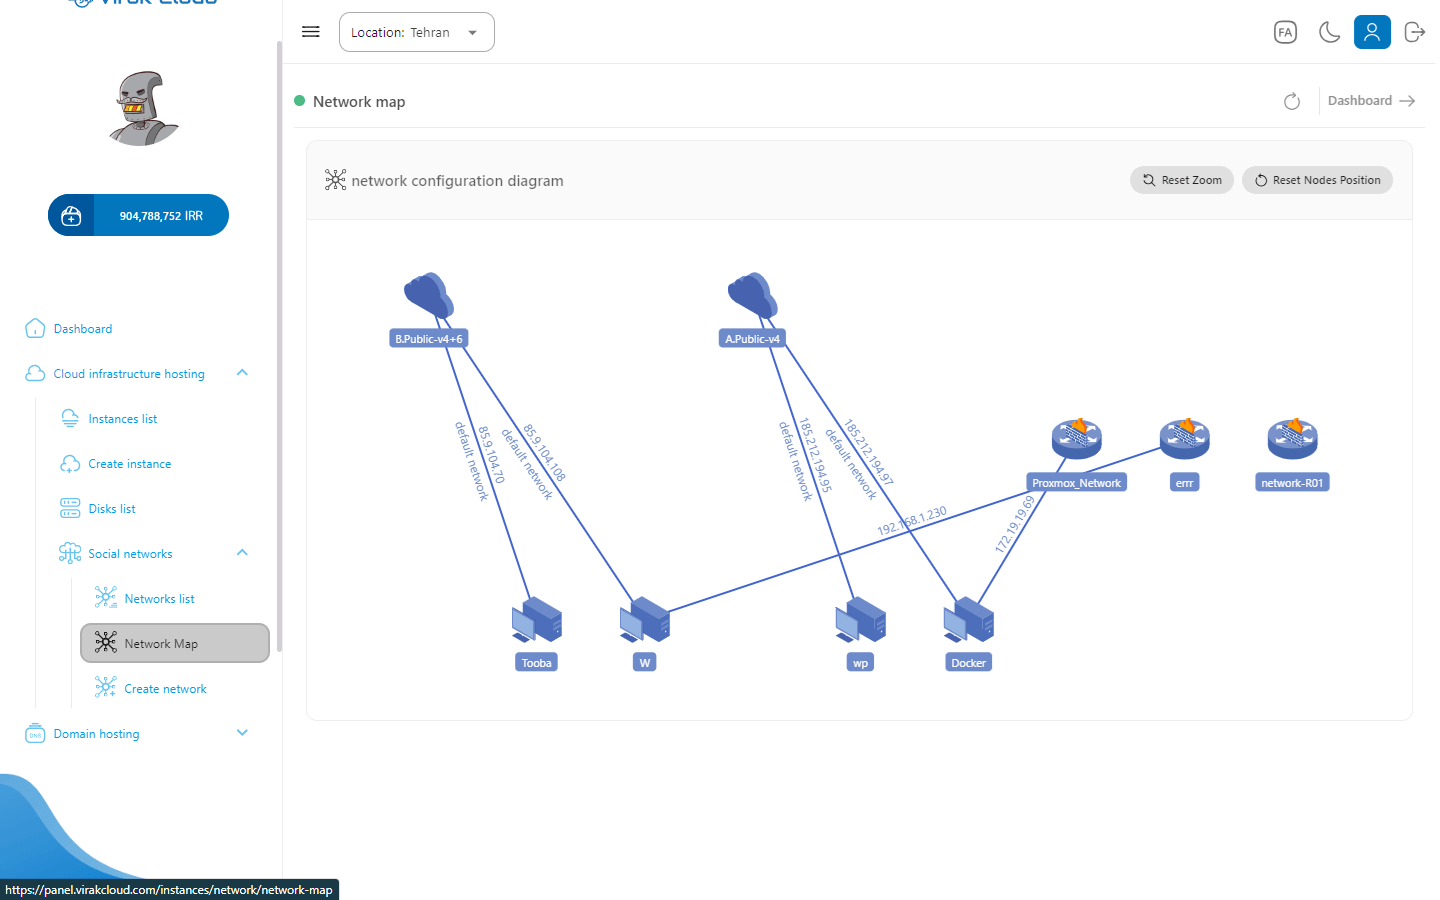 Virak Cloud
Location: Tehran
FA
Network map
Dashboard
network configuration diagram
Reset Zoom
Reset Nodes Position
904,788,752 IRR
Dashboard
Cloud infrastructure hosting
Instances list
Create instance
Disks list
Social networks
Networks list
Network Map
Create network
DNS
Domain hosting
B.Public-v4+6
A.Public-v4
85.9.104.70
default network
85.9.104.108
default network
185.212.194.95
default network
185.212.194.97
default network
192.168.1.230
172.19.19.69
Proxmox_Network
errr
network-R01
Tooba
W
wp
Docker
https://panel.virakcloud.com/instances/network/network-map